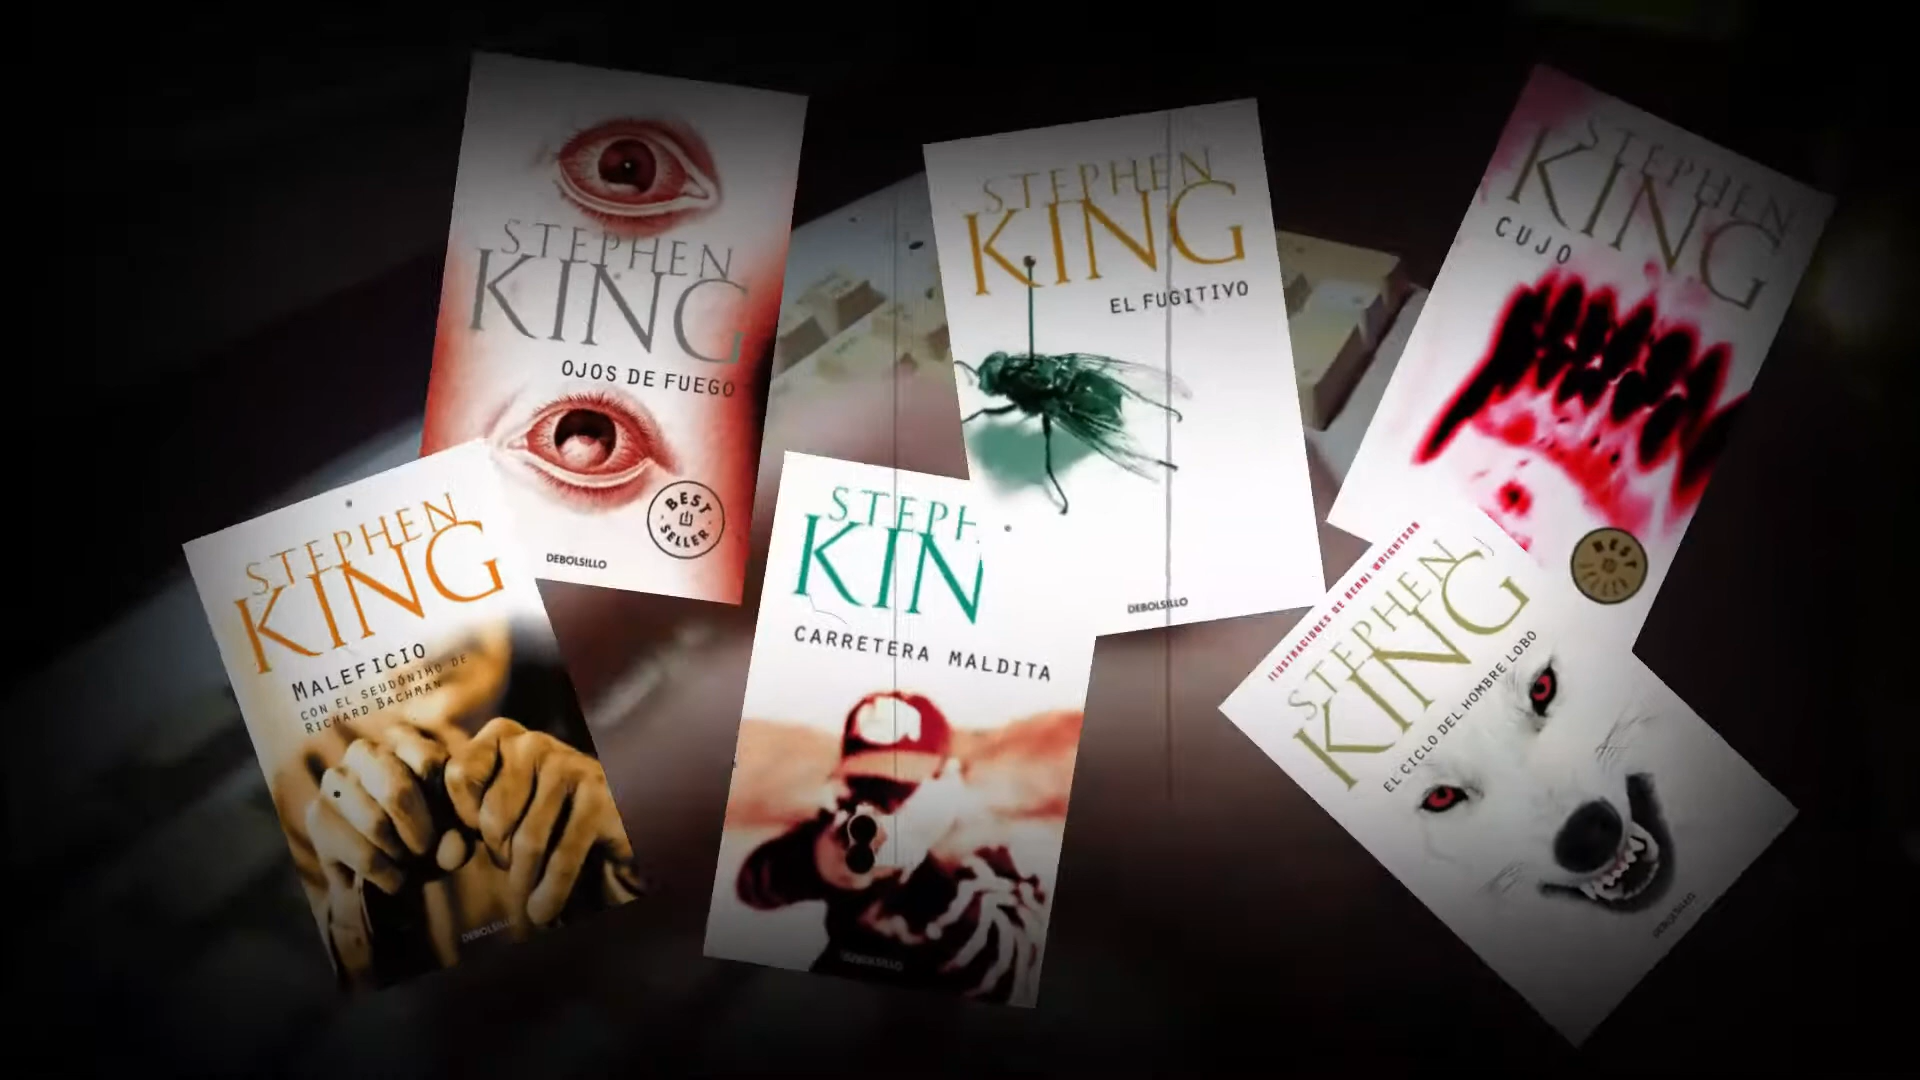 STEPHEN
KING
OJOS DE FUEGO
BEST
SELLER
DEBOLSILLO
STEPHEN
KING
EL FUGITIVO
DEBOLSILLO
STEPHEN
KING
CUJO
BEST
SELLER
STEPHEN
KING
MALEFICIO
CON EL SEUDÓNIMO DE
RICHARD BACHMAN
DEBOLSILLO
STEPH
KIN
CARRETERA MALDITA
DEBOLSILLO
ILUSTRACIONES DE BERNI WRIGHTSON
STEPHEN
KING
EL CICLO DEL HOMBRE LOBO
DEBOLSILLO